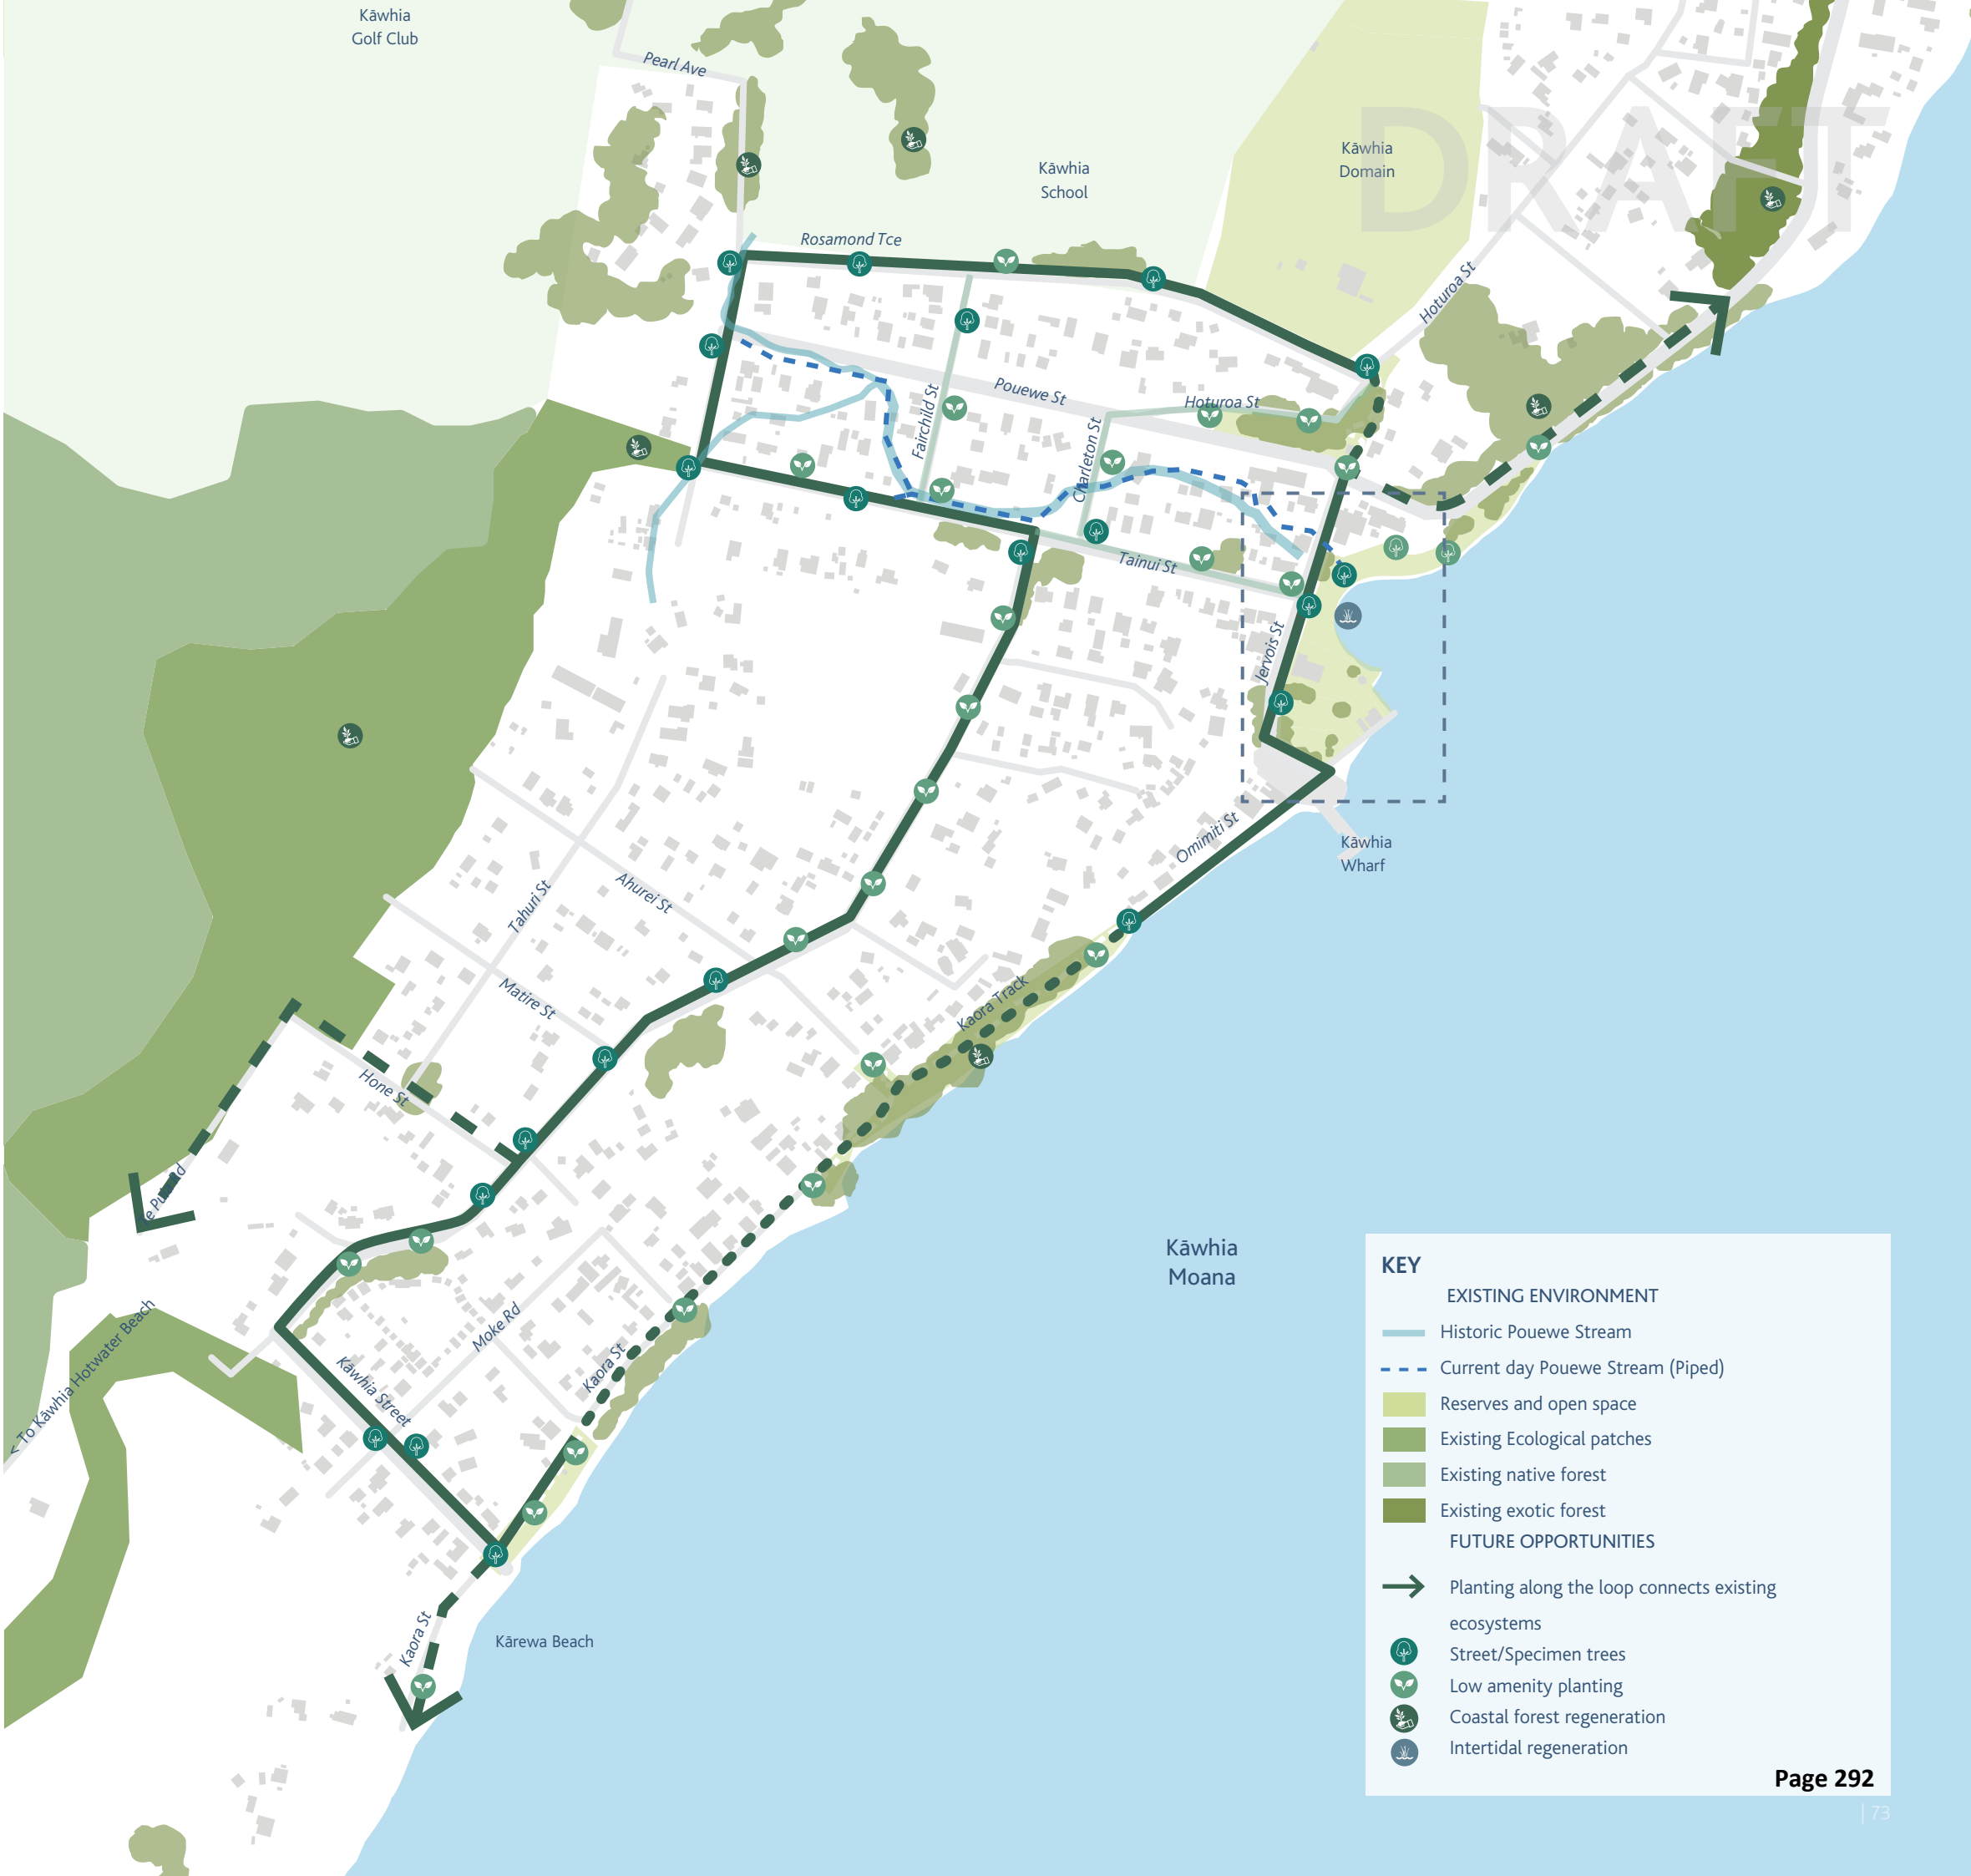 Kāwhia
Golf Club
Pearl Ave
Kāwhia
School
Kāwhia
Domain
DRAFT
Rosamond Tce
Hoturoa St
Pouewe St
Hoturoa St
Fairchild St
Charleton St
Tainui St
Jervois St
Omimiti St
Kāwhia
Wharf
Tahuri St
Ahurei St
Matire St
Kaora Track
Hone St
Kāwhia
Moana
Moke Rd
Kāwhia Street
Kaora St
< To Kāwhia Hotwater Beach
Kaora St
Kārewa Beach
KEY
EXISTING ENVIRONMENT
Historic Pouewe Stream
Current day Pouewe Stream (Piped)
Reserves and open space
Existing Ecological patches
Existing native forest
Existing exotic forest
FUTURE OPPORTUNITIES
Planting along the loop connects existing
ecosystems
Street/Specimen trees
Low amenity planting
Coastal forest regeneration
Intertidal regeneration
Page 292
| 73